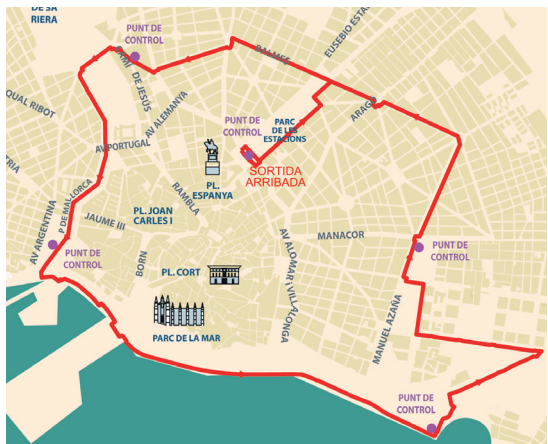 DE SA
RIERA
PUNT DE
CONTROL
BALMES
EUSEBIO ESTA
CAMÍ DE JESÚS
QUAL RIBOT
AV ALEMANYA
ARAGÓ
PUNT DE
CONTROL
PARC
DE LES
ESTACIONS
AV PORTUGAL
TRIA
SORTIDA
ARRIBADA
PL.
ESPANYA
RAMBLA
P DE MALLORCA
JAUME III
PL. JOAN
CARLES I
AV ARGENTINA
PUNT DE
CONTROL
BORN
MANACOR
AV ALOMAR i VILLALONGA
PUNT DE
CONTROL
PL. CORT
MANUEL AZAÑA
PARC DE LA MAR
PUNT DE
CONTROL